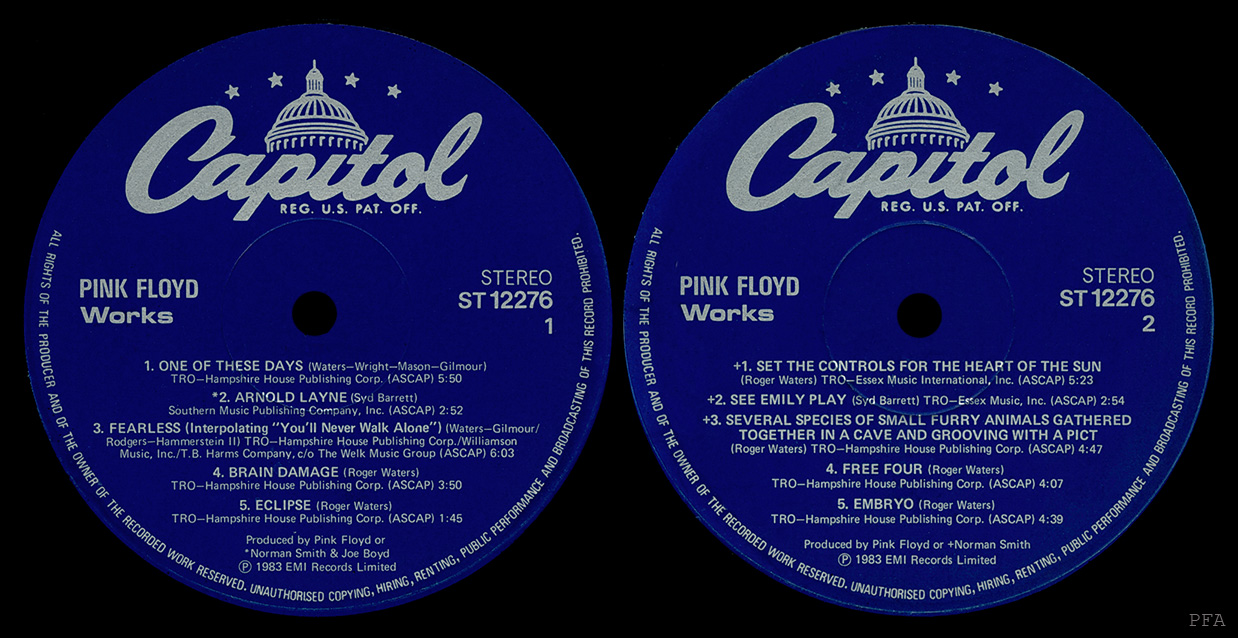 Capitol
REG. U.S. PAT. OFF.
PINK FLOYD
Works
STEREO
ST 12276
1
1. ONE OF THESE DAYS (Waters—Wright—Mason—Gilmour)
TRO—Hampshire House Publishing Corp. (ASCAP) 5:50
*2. ARNOLD LAYNE (Syd Barrett)
Southern Music Publishing Company, Inc. (ASCAP) 2:52
3. FEARLESS (Interpolating “You’ll Never Walk Alone”) (Waters—Gilmour/
Rodgers—Hammerstein II) TRO—Hampshire House Publishing Corp./Williamson
Music, Inc./T.B. Harms Company, c/o The Welk Music Group (ASCAP) 6:03
4. BRAIN DAMAGE (Roger Waters)
TRO—Hampshire House Publishing Corp. (ASCAP) 3:50
5. ECLIPSE (Roger Waters)
TRO—Hampshire House Publishing Corp. (ASCAP) 1:45
Produced by Pink Floyd or
*Norman Smith & Joe Boyd
Ⓟ 1983 EMI Records Limited
ALL RIGHTS OF THE PRODUCER AND OF THE OWNER OF THE RECORDED WORK RESERVED. UNAUTHORISED COPYING, HIRING, RENTING, PUBLIC PERFORMANCE AND BROADCASTING OF THIS RECORD PROHIBITED.
Capitol
REG. U.S. PAT. OFF.
PINK FLOYD
Works
STEREO
ST 12276
2
+1. SET THE CONTROLS FOR THE HEART OF THE SUN
(Roger Waters) TRO—Essex Music International, Inc. (ASCAP) 5:23
+2. SEE EMILY PLAY (Syd Barrett) TRO—Essex Music, Inc. (ASCAP) 2:54
+3. SEVERAL SPECIES OF SMALL FURRY ANIMALS GATHERED
TOGETHER IN A CAVE AND GROOVING WITH A PICT
(Roger Waters) TRO—Hampshire House Publishing Corp. (ASCAP) 4:47
4. FREE FOUR (Roger Waters)
TRO—Hampshire House Publishing Corp. (ASCAP) 4:07
5. EMBRYO (Roger Waters)
TRO—Hampshire House Publishing Corp. (ASCAP) 4:39
Produced by Pink Floyd or +Norman Smith
Ⓟ 1983 EMI Records Limited
ALL RIGHTS OF THE PRODUCER AND OF THE OWNER OF THE RECORDED WORK RESERVED. UNAUTHORISED COPYING, HIRING, RENTING, PUBLIC PERFORMANCE AND BROADCASTING OF THIS RECORD PROHIBITED.
PFA